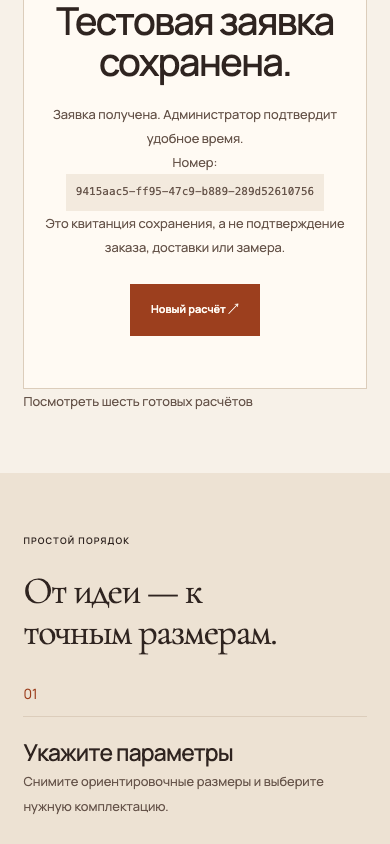 Тестовая заявка
сохранена.
Заявка получена. Администратор подтвердит
удобное время.
Номер:
9415aac5-ff95-47c9-b889-289d52610756
Это квитанция сохранения, а не подтверждение
заказа, доставки или замера.
Новый расчёт ↗
Посмотреть шесть готовых расчётов
ПРОСТОЙ ПОРЯДОК
От идеи — к
точным размерам.
01
Укажите параметры
Снимите ориентировочные размеры и выберите
нужную комплектацию.